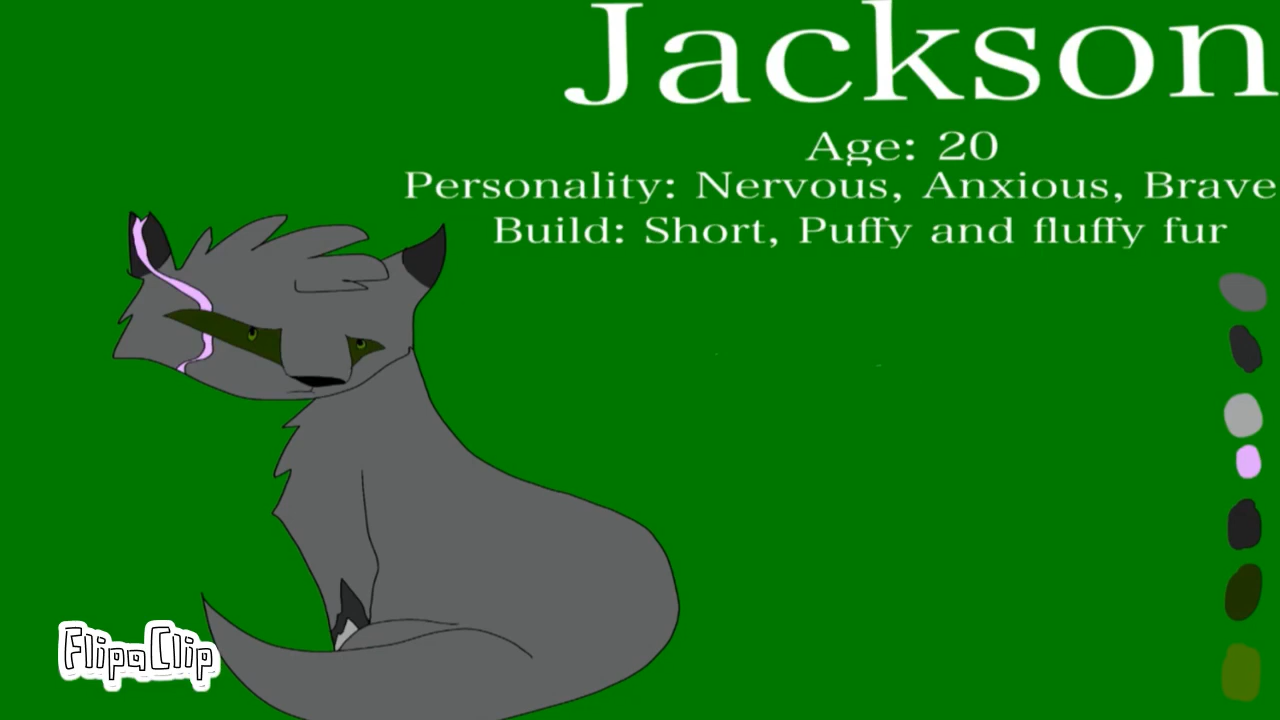 Jackson
Age: 20
Personality: Nervous, Anxious, Brave
Build: Short, Puffy and fluffy fur
FlipaClip